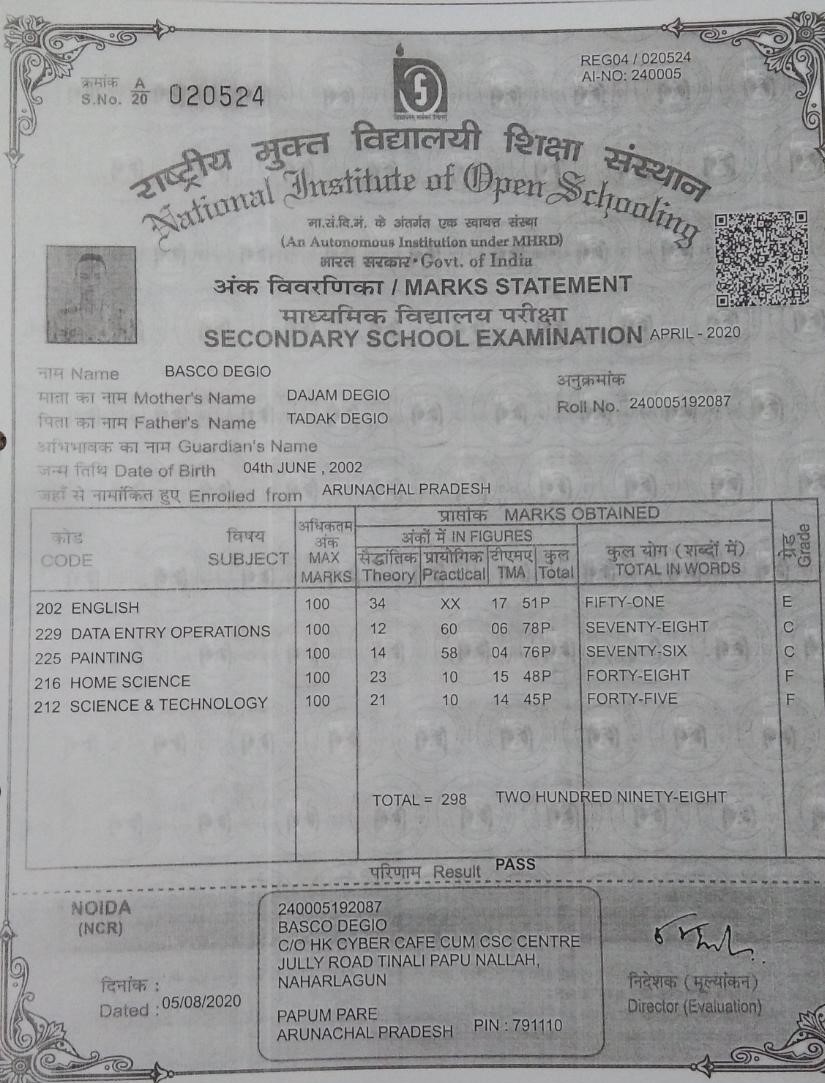 REG04 / 020524
AI-NO: 240005
क्रमांक A
S.No. 20 020524
राष्ट्रीय मुक्त विद्यालयी शिक्षा संस्थान
National Institute of Open Schooling
मा.सं.वि.मं. के अंतर्गत एक स्वायत्त संस्था
(An Autonomous Institution under MHRD)
भारत सरकार • Govt. of India
अंक विवरणिका / MARKS STATEMENT
माध्यमिक विद्यालय परीक्षा
SECONDARY SCHOOL EXAMINATION APRIL - 2020
नाम Name BASCO DEGIO
अनुक्रमांक
Roll No. 240005192087
माता का नाम Mother's Name DAJAM DEGIO
पिता का नाम Father's Name TADAK DEGIO
अभिभावक का नाम Guardian's Name
जन्म तिथि Date of Birth 04th JUNE , 2002
जहाँ से नामांकित हुए Enrolled from ARUNACHAL PRADESH
कोड CODE विषय SUBJECT अधिकतम अंक MAX MARKS प्राप्तांक MARKS OBTAINED ग्रेड Grade
अंकों में IN FIGURES कुल योग (शब्दों में) TOTAL IN WORDS
सैद्धांतिक प्रायोगिक टीएमए कुल
Theory Practical TMA Total
202 ENGLISH 100 34 XX 17 51P FIFTY-ONE E
229 DATA ENTRY OPERATIONS 100 12 60 06 78P SEVENTY-EIGHT C
225 PAINTING 100 14 58 04 76P SEVENTY-SIX C
216 HOME SCIENCE 100 23 10 15 48P FORTY-EIGHT F
212 SCIENCE & TECHNOLOGY 100 21 10 14 45P FORTY-FIVE F
TOTAL = 298 TWO HUNDRED NINETY-EIGHT
परिणाम Result PASS
NOIDA
(NCR)
दिनांक :
Dated : 05/08/2020
240005192087
BASCO DEGIO
C/O HK CYBER CAFE CUM CSC CENTRE
JULLY ROAD TINALI PAPU NALLAH,
NAHARLAGUN
PAPUM PARE
ARUNACHAL PRADESH PIN : 791110
निदेशक (मूल्यांकन)
Director (Evaluation)